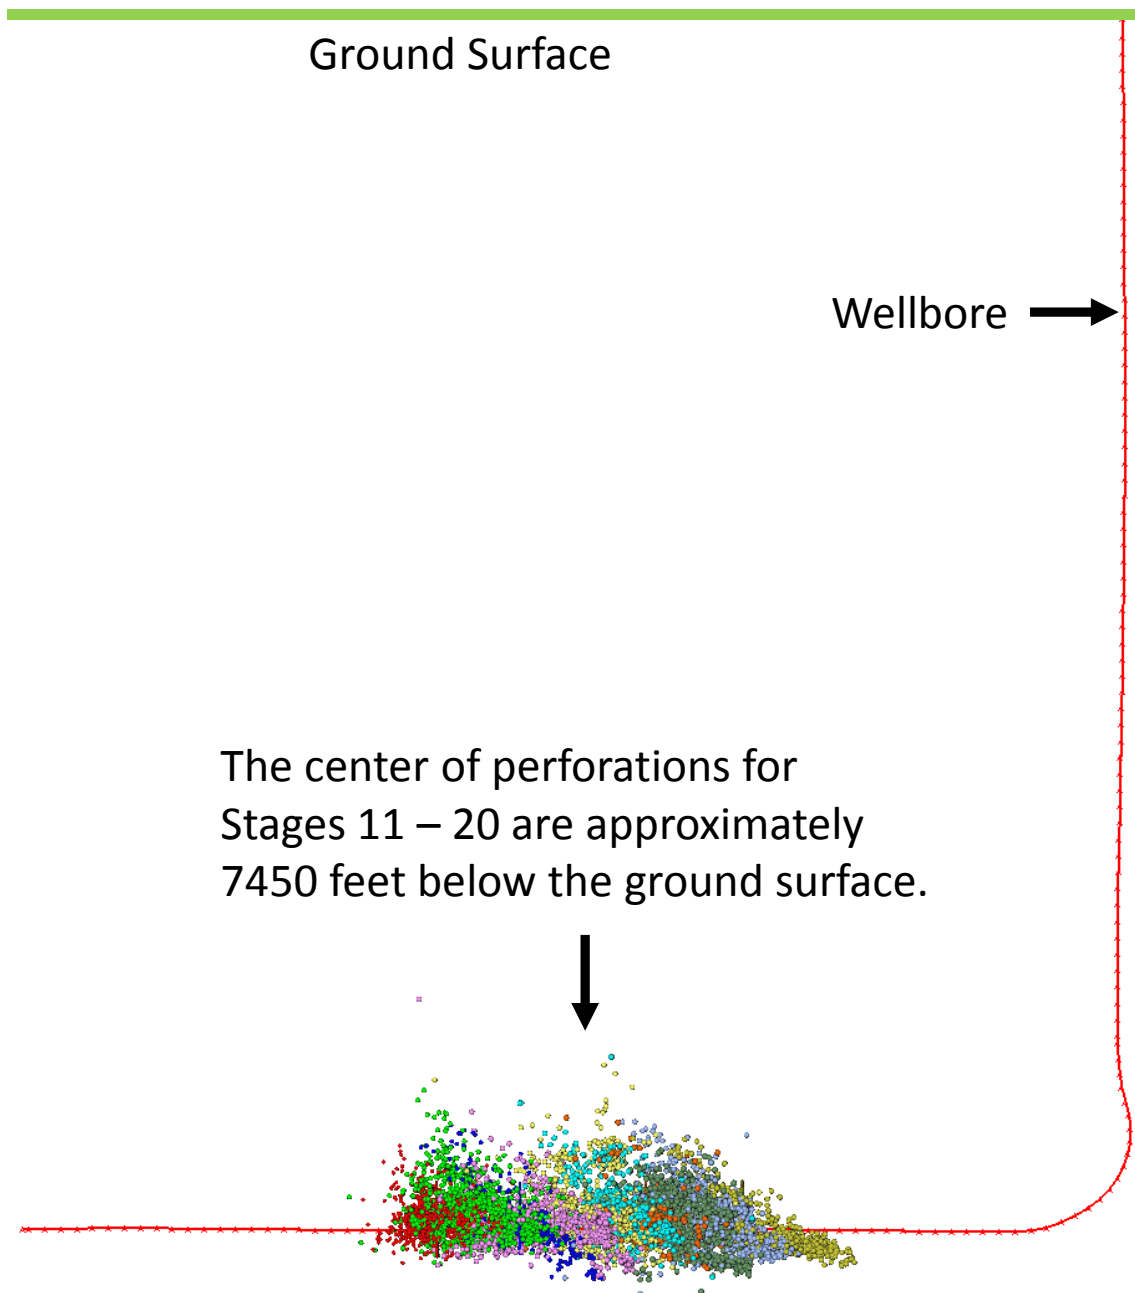 Ground Surface
Wellbore
The center of perforations for
Stages 11 – 20 are approximately
7450 feet below the ground surface.